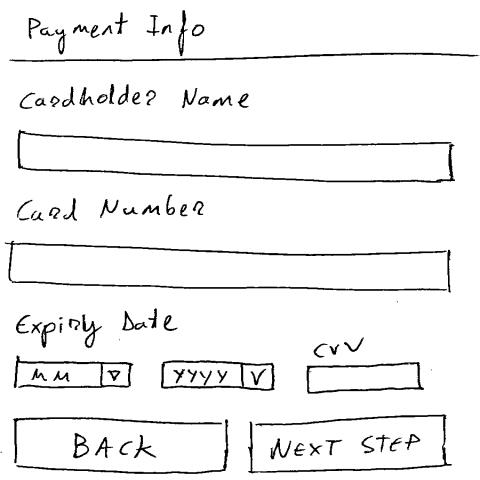 Payment Info
Cardholder Name
Card Number
Expiry Date
CVV
MM YYYY
BACK NEXT STEP